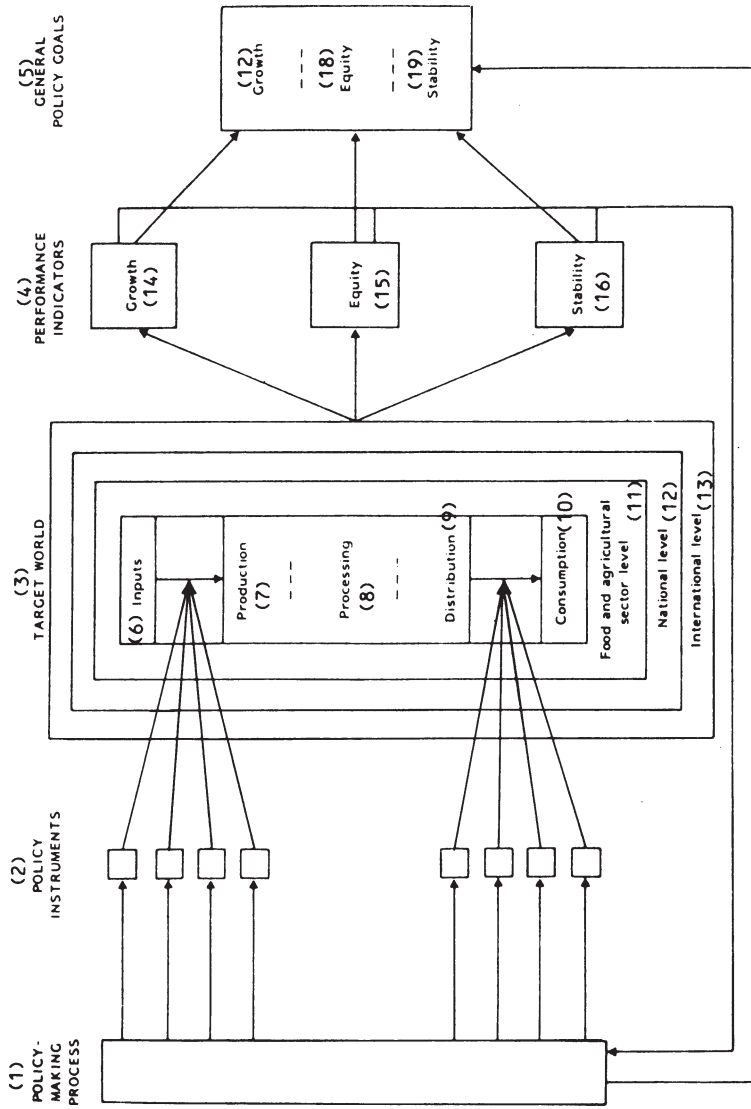 (1)
POLICY-
MAKING
PROCESS
(2)
POLICY
INSTRUMENTS
(3)
TARGET WORLD
(4)
PERFORMANCE
INDICATORS
(5)
GENERAL
POLICY GOALS
(6) Inputs
Production
(7)
Processing
(8)
Distribution (9)
Consumption (10)
Food and agricultural
sector level (11)
National level (12)
International level (13)
Growth
(14)
Equity
(15)
Stability
(16)
(12)
Growth
(18)
Equity
(19)
Stability